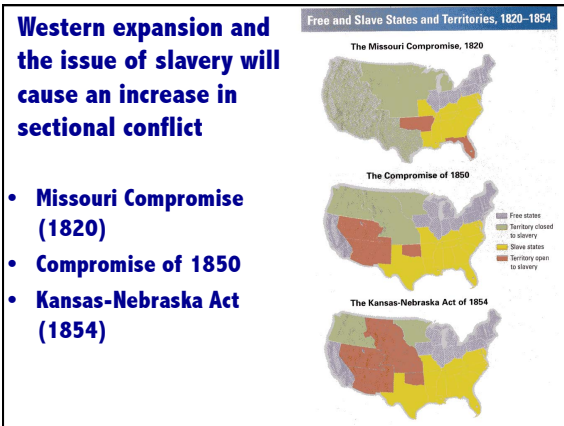 Western expansion and
the issue of slavery will
cause an increase in
sectional conflict
• Missouri Compromise
(1820)
• Compromise of 1850
• Kansas-Nebraska Act
(1854)
Free and Slave States and Territories, 1820–1854
The Missouri Compromise, 1820
The Compromise of 1850
Free states
Territory closed
to slavery
Slave states
Territory open
to slavery
The Kansas-Nebraska Act of 1854